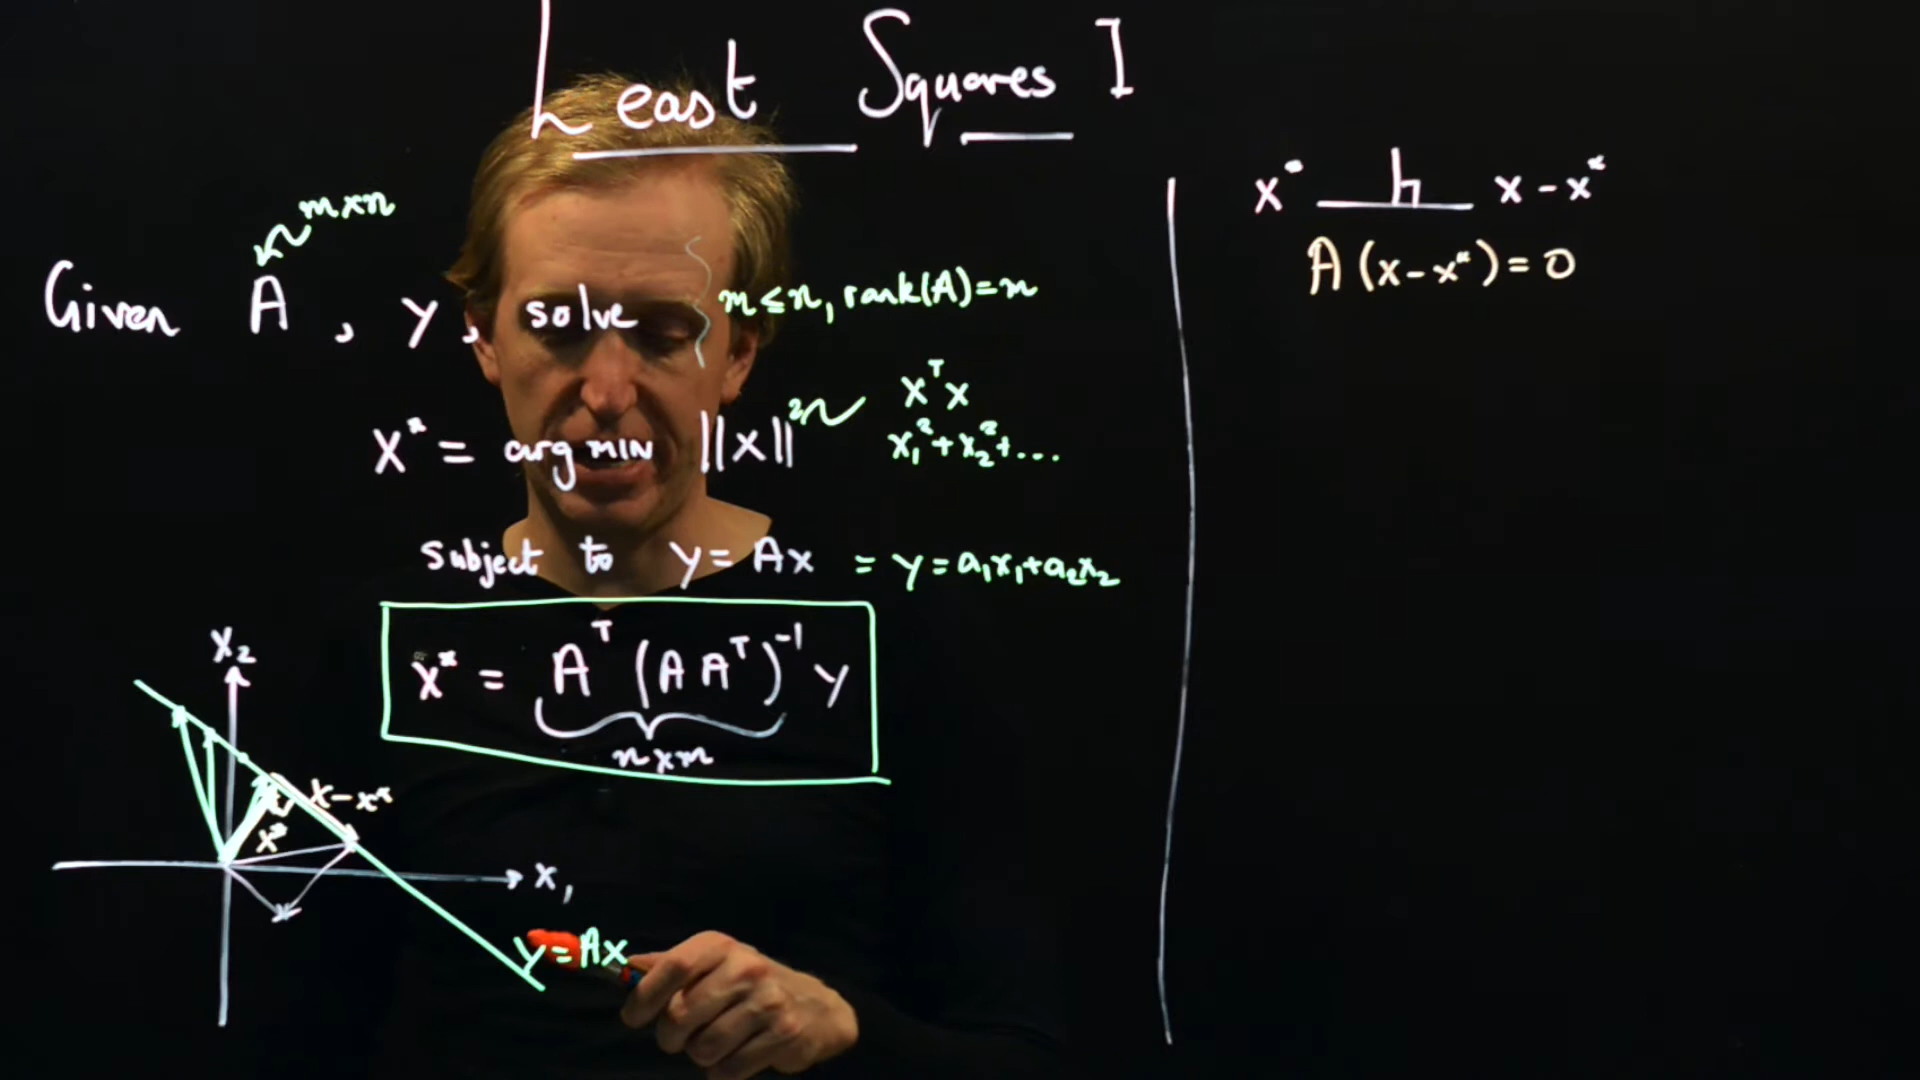 Least Squares I
m×n
Given A, y, solve
m≤n, rank(A)=m
x* = arg MIN ||x||²
xᵀx
x₁²+x₂²+...
subject to y=Ax = y=a₁x₁+a₂x₂
x* = Aᵀ(AAᵀ)⁻¹y
n×m
x₂
x-x*
x*
x₁
y=Ax
x* ⊥ x-x*
A(x-x*)=0